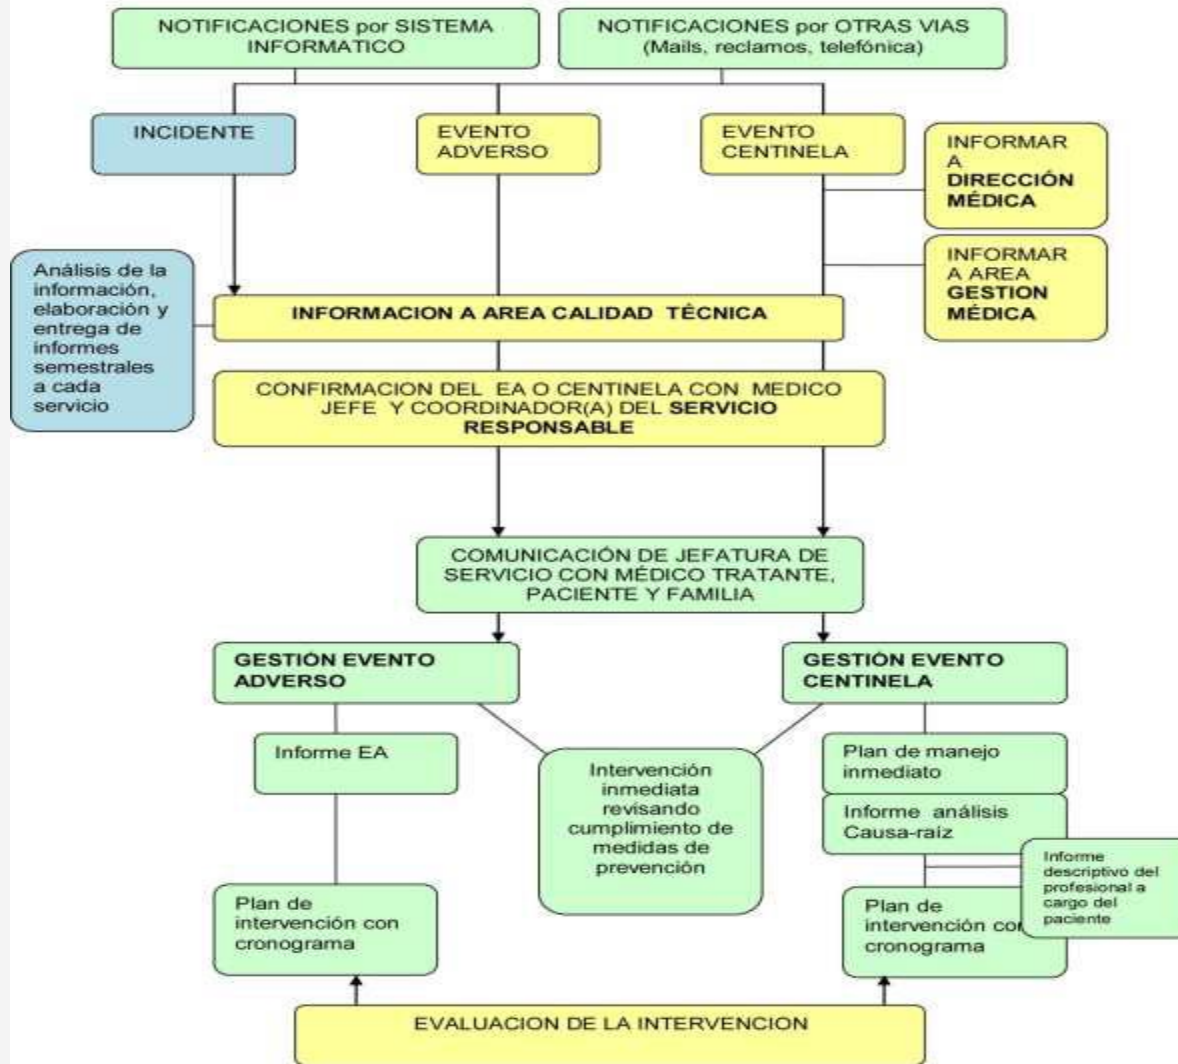 NOTIFICACIONES por SISTEMA
INFORMATICO
NOTIFICACIONES por OTRAS VIAS
(Mails, reclamos, telefónica)
INCIDENTE
EVENTO
ADVERSO
EVENTO
CENTINELA
INFORMAR
A
DIRECCIÓN
MÉDICA
INFORMAR
A AREA
GESTION
MÉDICA
Análisis de la
información,
elaboración y
entrega de
informes
semestrales
a cada
servicio
INFORMACION A AREA CALIDAD TÉCNICA
CONFIRMACION DEL EA O CENTINELA CON MEDICO
JEFE Y COORDINADOR(A) DEL SERVICIO
RESPONSABLE
COMUNICACIÓN DE JEFATURA DE
SERVICIO CON MÉDICO TRATANTE,
PACIENTE Y FAMILIA
GESTIÓN EVENTO
ADVERSO
GESTIÓN EVENTO
CENTINELA
Informe EA
Intervención
inmediata
revisando
cumplimiento de
medidas de
prevención
Plan de manejo
inmediato
Informe análisis
Causa-raíz
Informe
descriptivo del
profesional a
cargo del
paciente
Plan de
intervención con
cronograma
Plan de
intervención con
cronograma
EVALUACION DE LA INTERVENCION